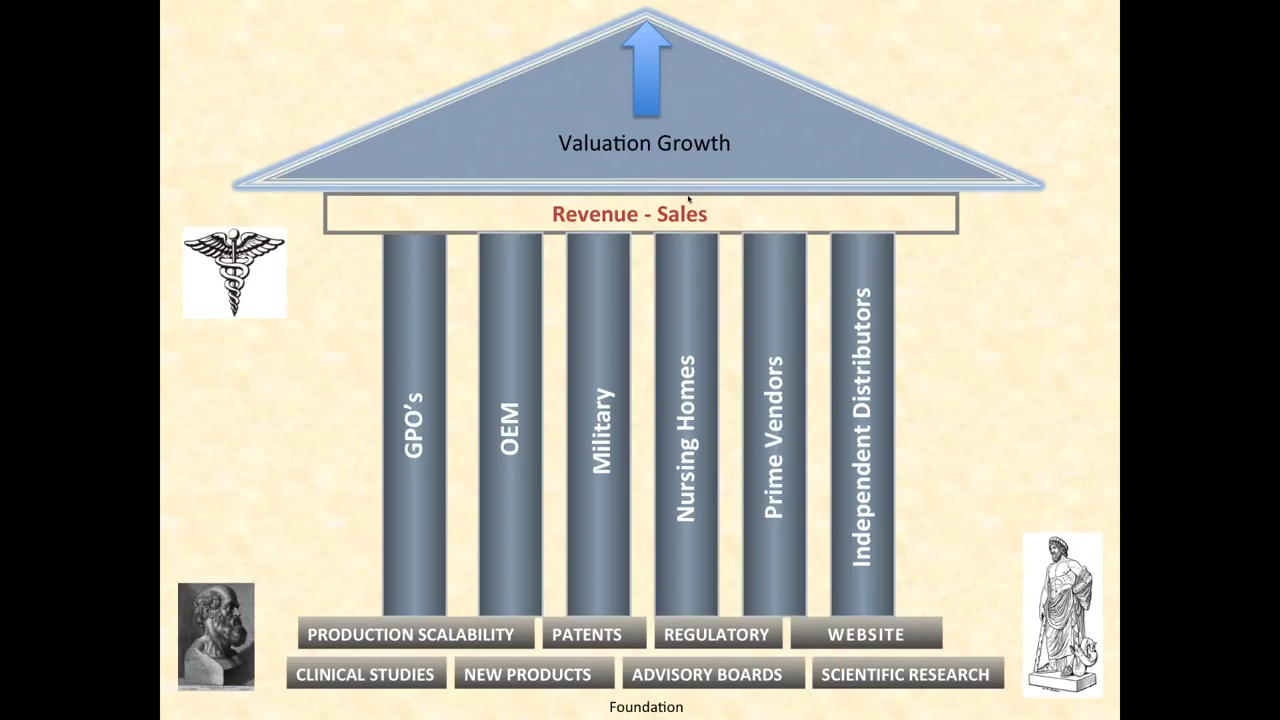 Valuation Growth
Revenue - Sales
GPO’s
OEM
Military
Nursing Homes
Prime Vendors
Independent Distributors
PRODUCTION SCALABILITY
PATENTS
REGULATORY
WEBSITE
CLINICAL STUDIES
NEW PRODUCTS
ADVISORY BOARDS
SCIENTIFIC RESEARCH
Foundation